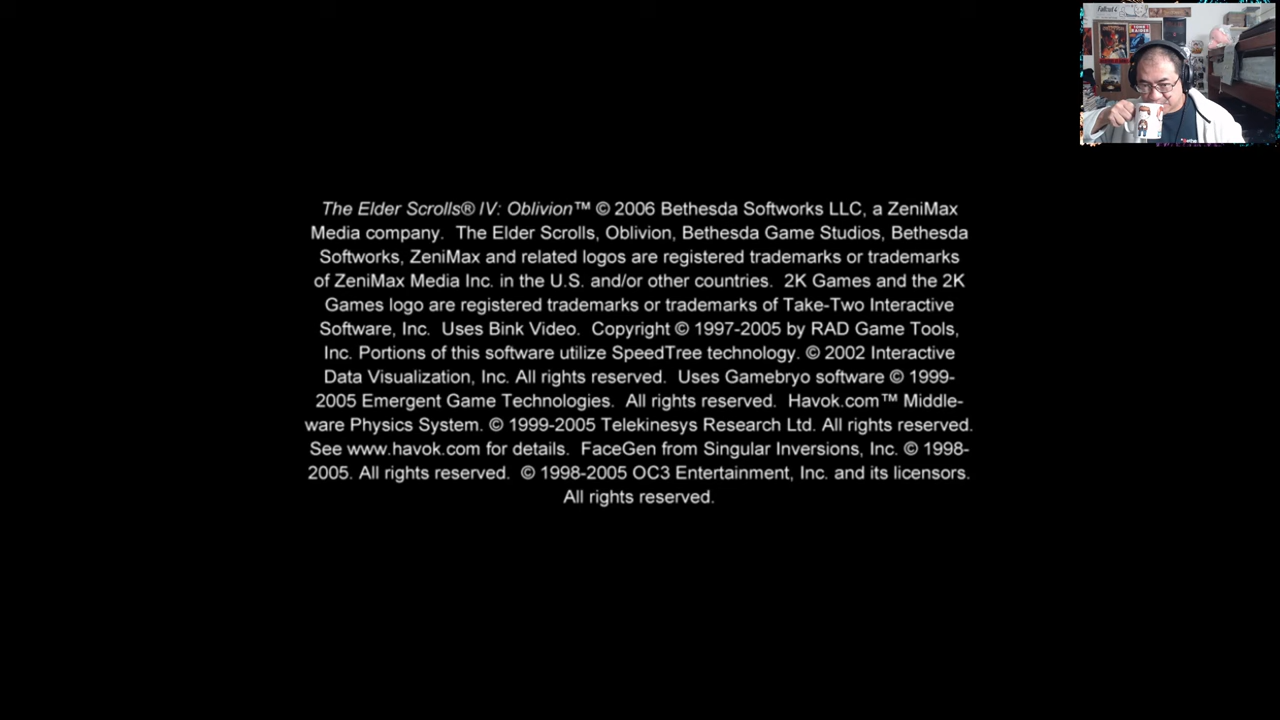 The Elder Scrolls® IV: Oblivion™ © 2006 Bethesda Softworks LLC, a ZeniMax
Media company.  The Elder Scrolls, Oblivion, Bethesda Game Studios, Bethesda
Softworks, ZeniMax and related logos are registered trademarks or trademarks
of ZeniMax Media Inc. in the U.S. and/or other countries.  2K Games and the 2K
Games logo are registered trademarks or trademarks of Take-Two Interactive
Software, Inc.  Uses Bink Video.  Copyright © 1997-2005 by RAD Game Tools,
Inc. Portions of this software utilize SpeedTree technology. © 2002 Interactive
Data Visualization, Inc. All rights reserved.  Uses Gamebryo software © 1999-
2005 Emergent Game Technologies.  All rights reserved.  Havok.com™ Middle-
ware Physics System. © 1999-2005 Telekinesys Research Ltd. All rights reserved.
See www.havok.com for details.  FaceGen from Singular Inversions, Inc. © 1998-
2005. All rights reserved.  © 1998-2005 OC3 Entertainment, Inc. and its licensors.
All rights reserved.